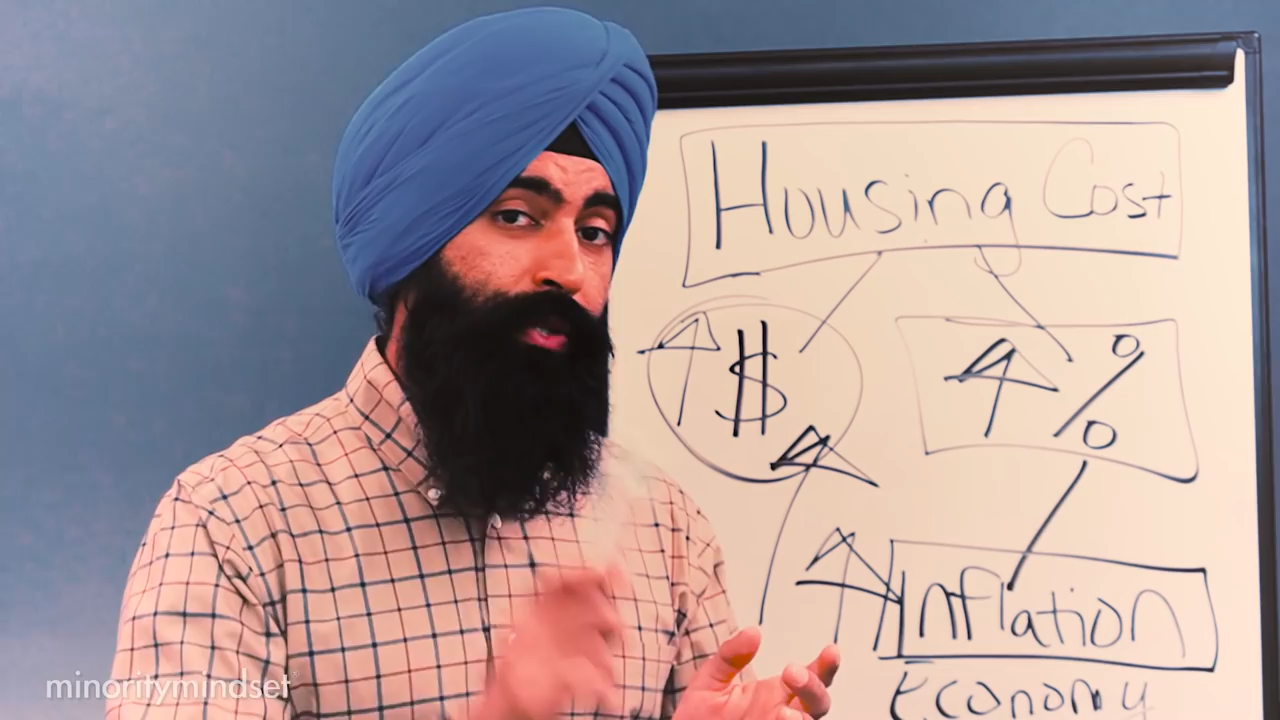 Housing Cost
↑ $
↑ %
↑ Inflation
Economy
minoritymindset